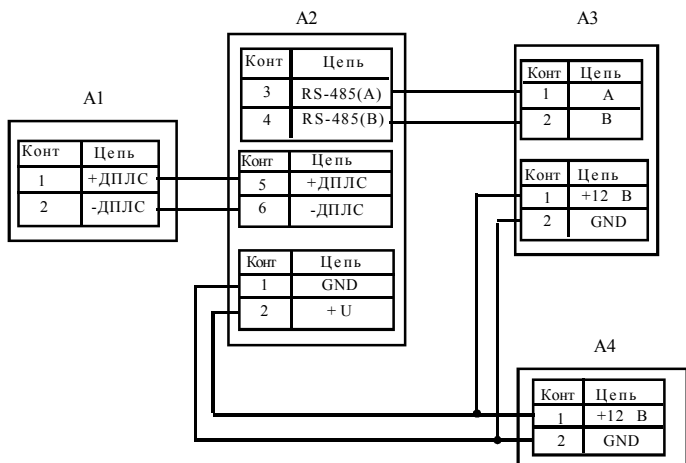 A1
Конт Цепь
1 +ДПЛС
2 -ДПЛС
A2
Конт Цепь
3 RS-485(A)
4 RS-485(B)
Конт Цепь
5 +ДПЛС
6 -ДПЛС
Конт Цепь
1 GND
2 + U
A3
Конт Цепь
1 A
2 B
Конт Цепь
1 +12 В
2 GND
A4
Конт Цепь
1 +12 В
2 GND